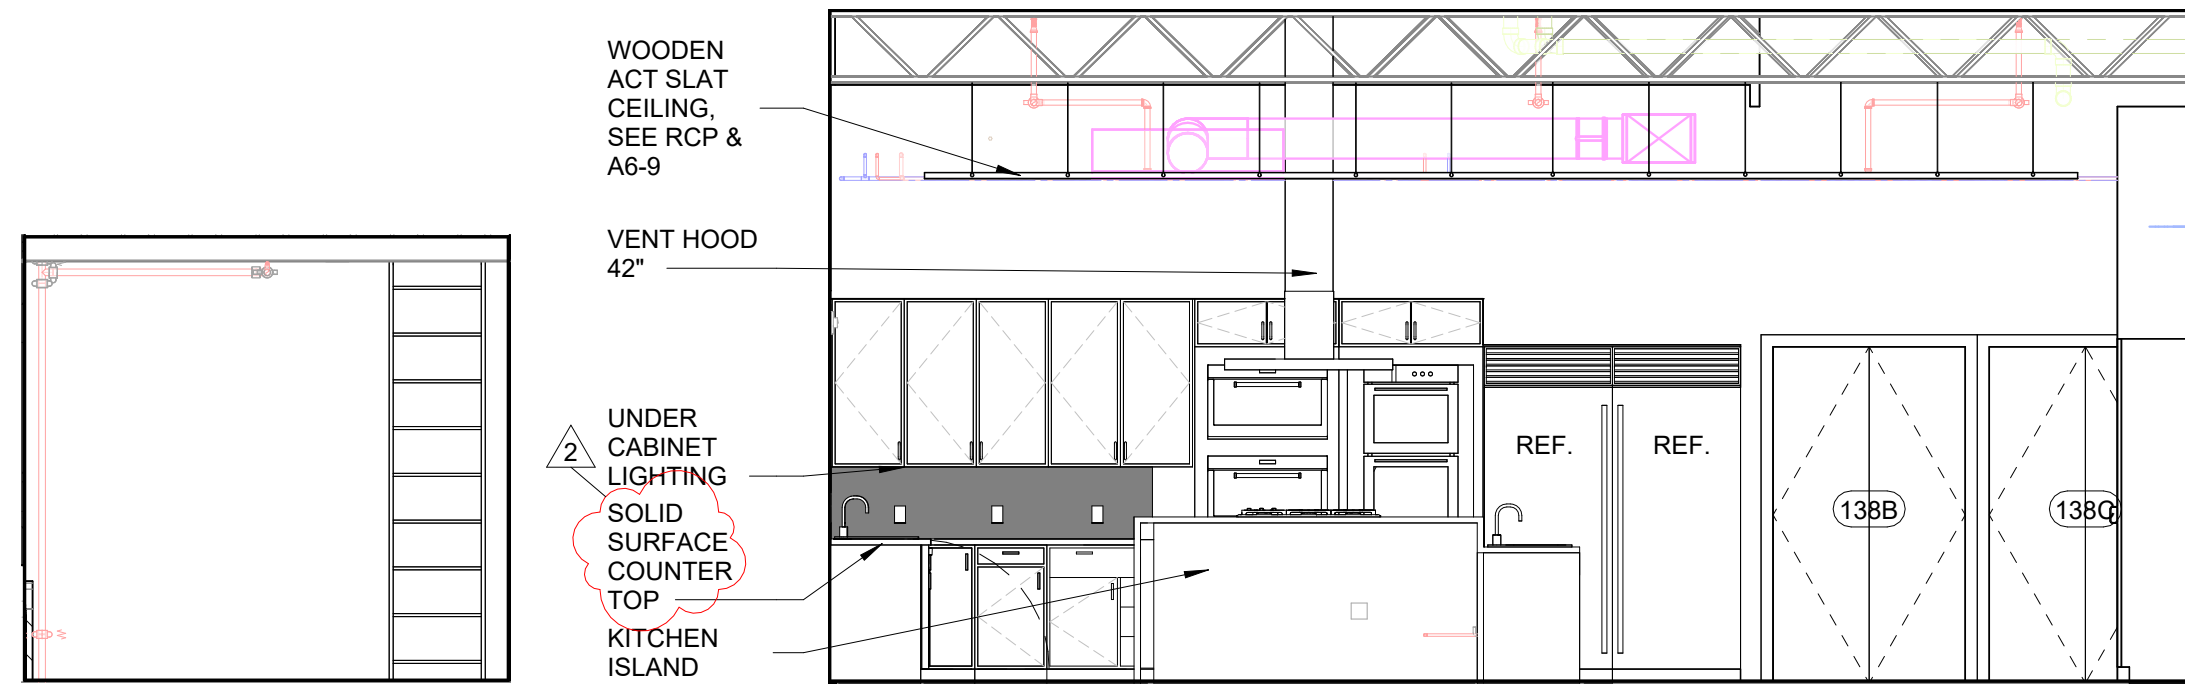 WOODEN
ACT SLAT
CEILING,
SEE RCP &
A6-9
VENT HOOD
42"
UNDER
CABINET
LIGHTING
2
SOLID
SURFACE
COUNTER
TOP
KITCHEN
ISLAND
REF.
REF.
138B
138C